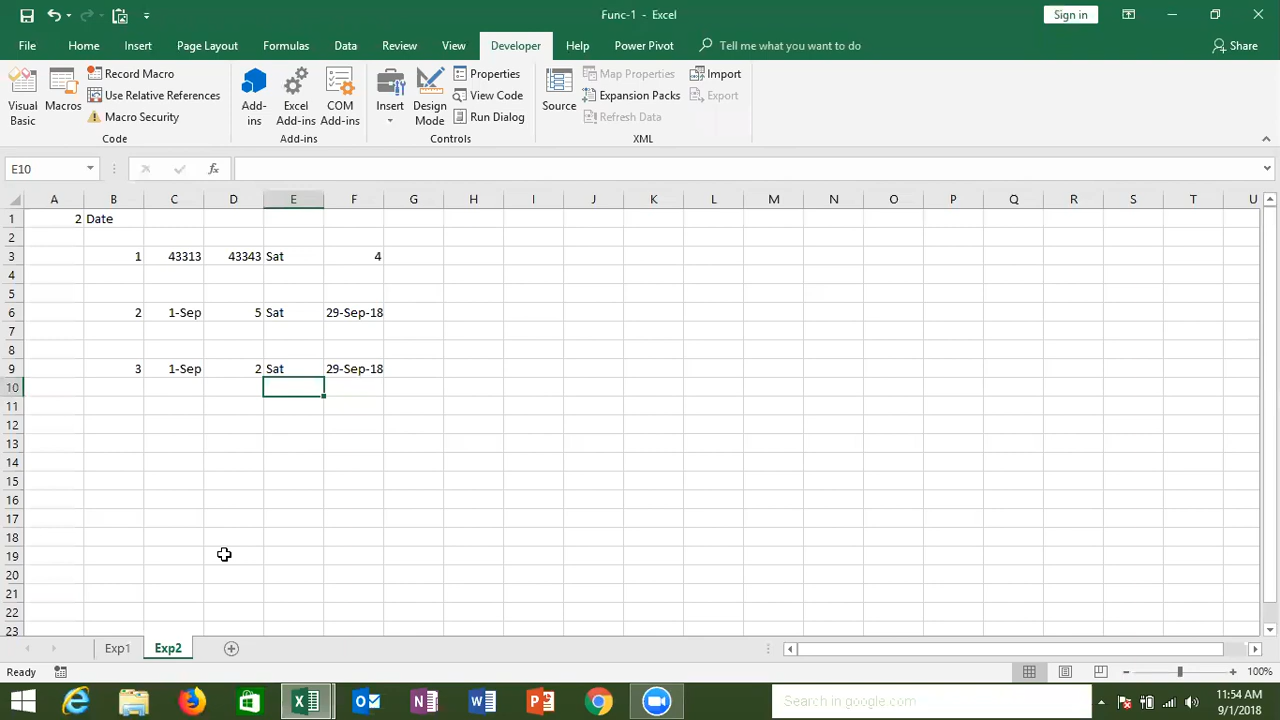 Func-1 - Excel
Sign in
File Home Insert Page Layout Formulas Data Review View Developer Help Power Pivot Tell me what you want to do Share
Visual Basic
Macros
Record Macro
Use Relative References
Macro Security
Code
Add-ins
Excel Add-ins
COM Add-ins
Add-ins
Insert
Design Mode
Properties
View Code
Run Dialog
Controls
Source
Map Properties
Expansion Packs
Refresh Data
Import
Export
XML
E10
fx
A B C D E F G H I J K L M N O P Q R S T U
1 2 Date
2
3 1 43313 43343 Sat 4
4
5
6 2 1-Sep 5 Sat 29-Sep-18
7
8
9 3 1-Sep 2 Sat 29-Sep-18
10
11
12
13
14
15
16
17
18
19
20
21
22
23
Exp1 Exp2
Ready
100%
Search in google.com
11:54 AM
9/1/2018